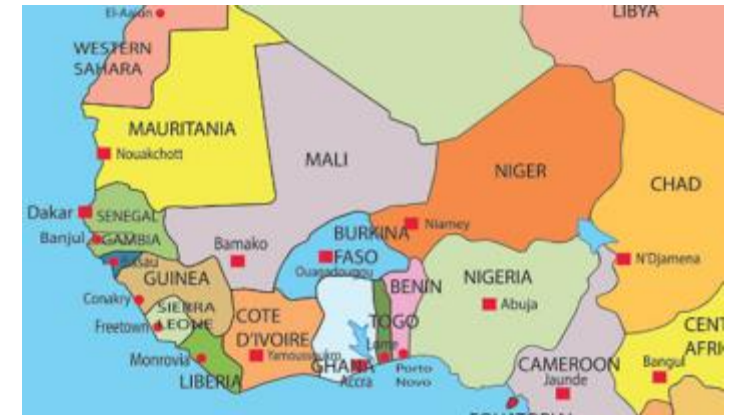 El-Aaiun
LIBYA
WESTERN
SAHARA
MAURITANIA
Nouakchott
MALI
NIGER
CHAD
Dakar
SENEGAL
Niamey
BURKINA
FASO
Banjul
GAMBIA
Bamako
Ouagadougou
N'Djamena
GUINEA
BENIN
NIGERIA
Conakry
SIERRA
LEONE
Abuja
Freetown
COTE
D'IVOIRE
TOGO
CENT
AFRI
Monrovia
Yamoussoukro
Lome
GHANA
Accra
Porto
Novo
CAMEROON
Jaunde
Bangul
LIBERIA